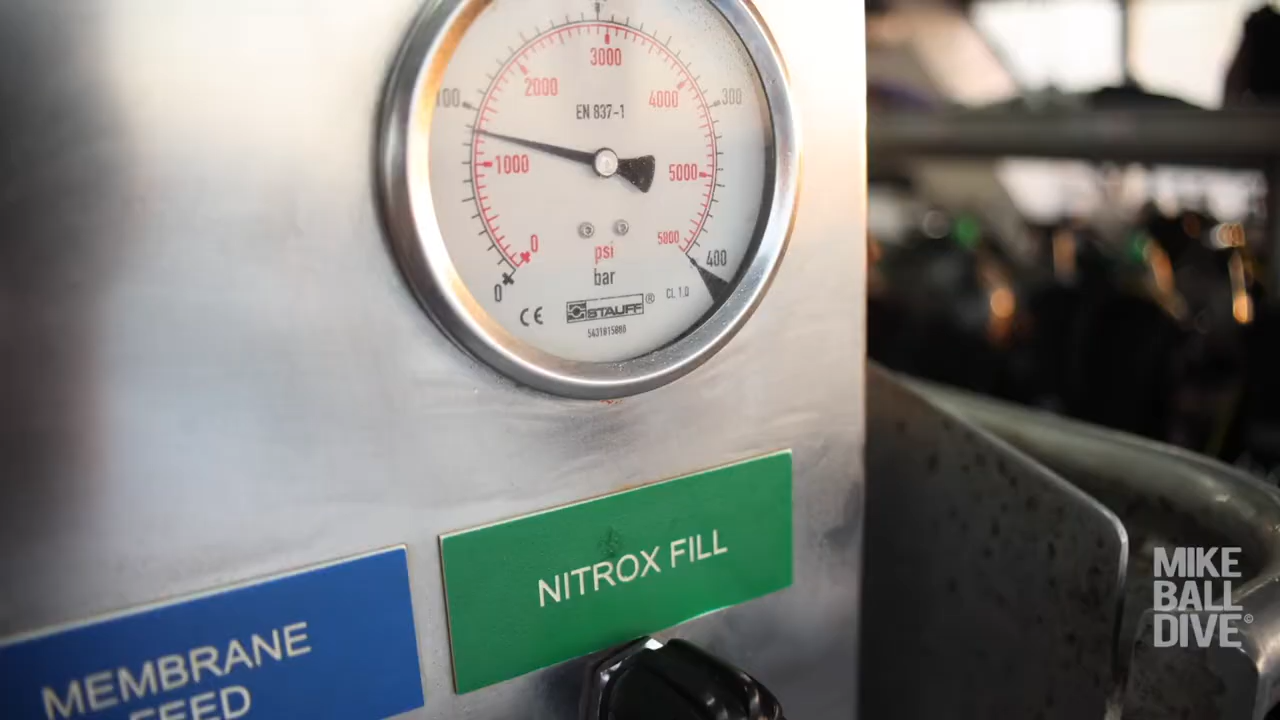 3000
2000
4000
100
300
EN 837-1
1000
5000
0
psi
5800
bar
400
0
CE
STAUFF®
CL 1.0
NITROX FILL
MEMBRANE
FEED
MIKE
BALL
DIVE©